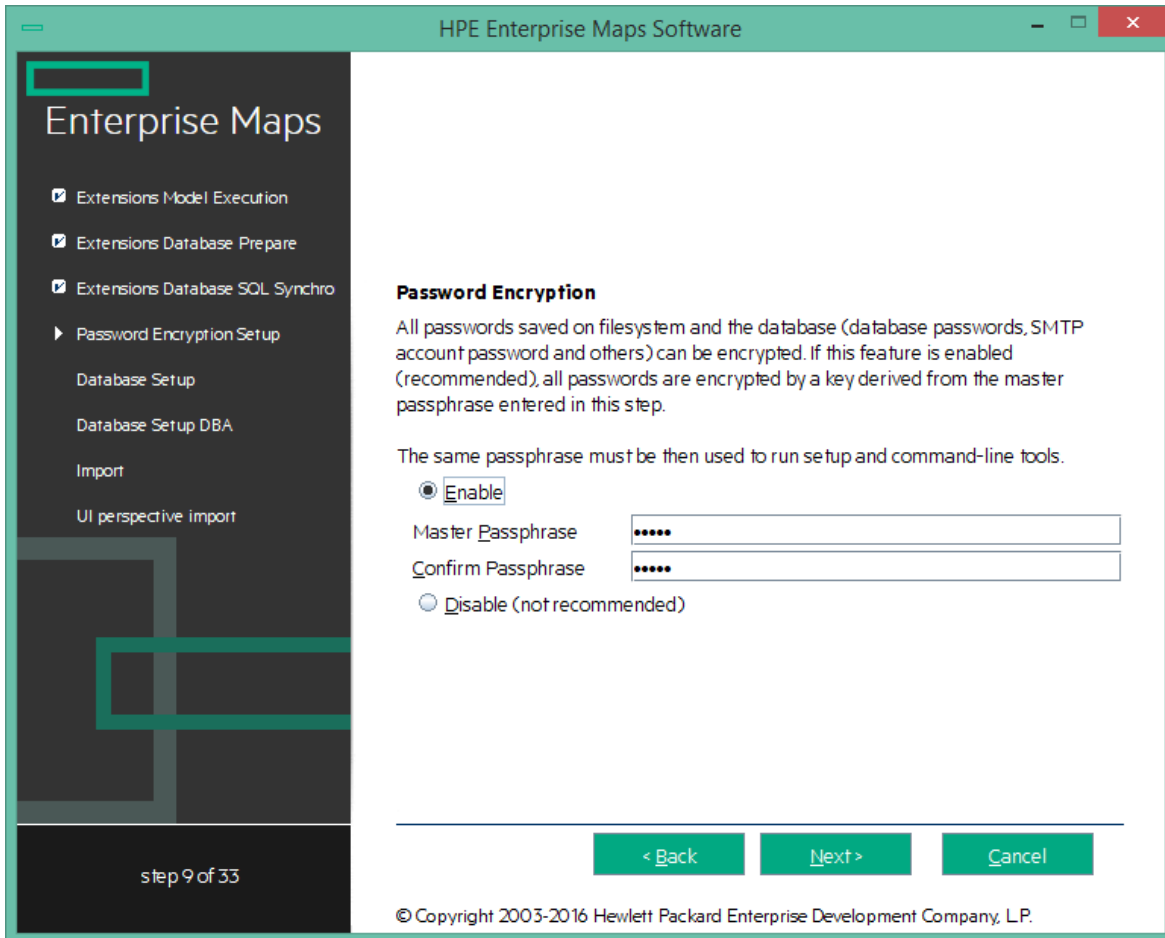 HPE Enterprise Maps Software
Enterprise Maps
Extensions Model Execution
Extensions Database Prepare
Extensions Database SQL Synchro
Password Encryption Setup
Database Setup
Database Setup DBA
Import
UI perspective import
step 9 of 33
Password Encryption
All passwords saved on filesystem and the database (database passwords, SMTP
account password and others) can be encrypted. If this feature is enabled
(recommended), all passwords are encrypted by a key derived from the master
passphrase entered in this step.
The same passphrase must be then used to run setup and command-line tools.
Enable
Master Passphrase •••••
Confirm Passphrase •••••
Disable (not recommended)
< Back Next > Cancel
© Copyright 2003-2016 Hewlett Packard Enterprise Development Company, L.P.